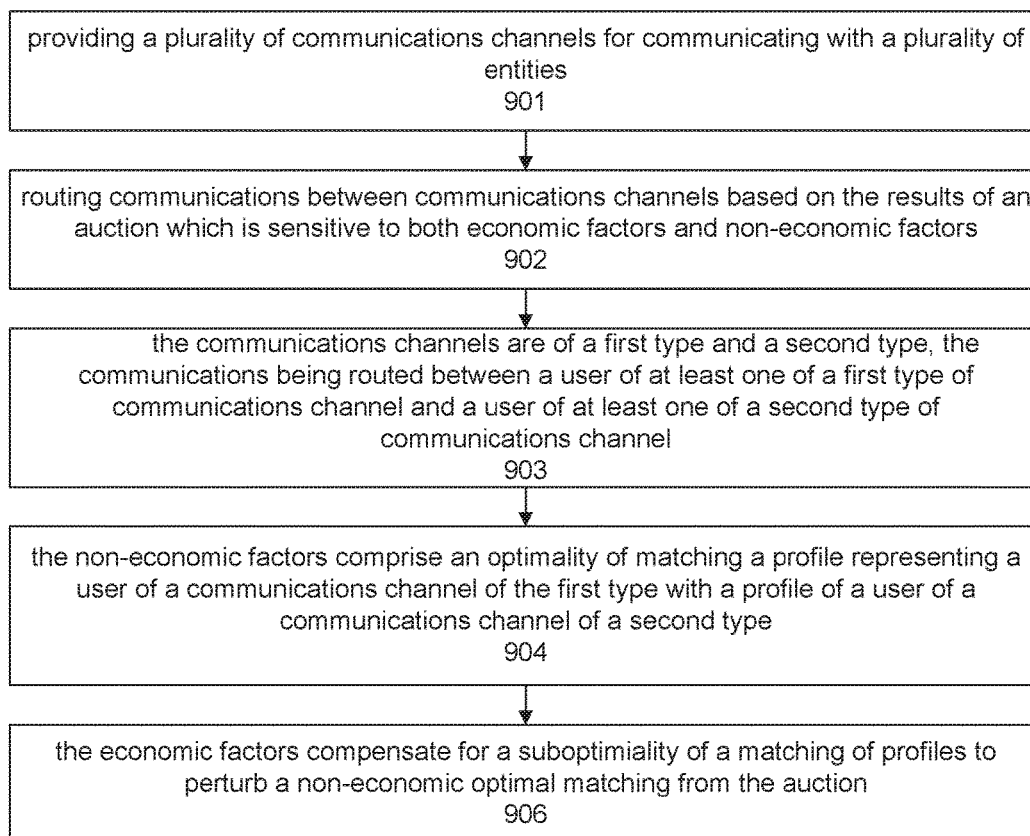 providing a plurality of communications channels for communicating with a plurality of
entities
901
routing communications between communications channels based on the results of an
auction which is sensitive to both economic factors and non-economic factors
902
the communications channels are of a first type and a second type, the
communications being routed between a user of at least one of a first type of
communications channel and a user of at least one of a second type of
communications channel
903
the non-economic factors comprise an optimality of matching a profile representing a
user of a communications channel of the first type with a profile of a user of a
communications channel of a second type
904
the economic factors compensate for a suboptimiality of a matching of profiles to
perturb a non-economic optimal matching from the auction
906